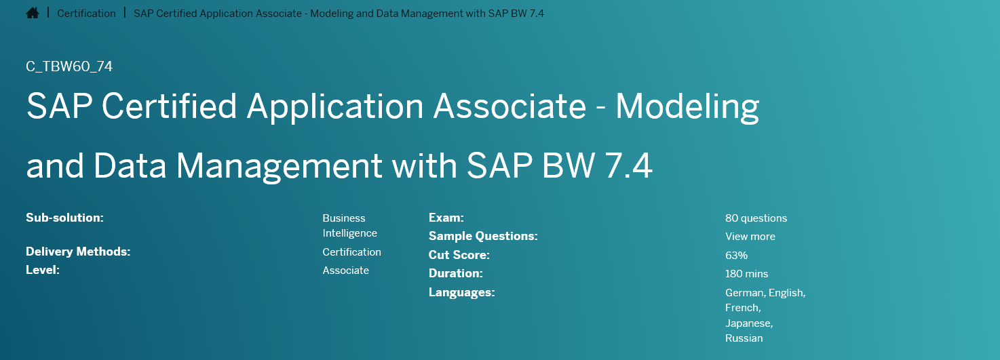 Certification | SAP Certified Application Associate - Modeling and Data Management with SAP BW 7.4
C_TBW60_74
SAP Certified Application Associate - Modeling
and Data Management with SAP BW 7.4
Sub-solution:
Business
Intelligence
Delivery Methods:
Certification
Level:
Associate
Exam:
80 questions
Sample Questions:
View more
Cut Score:
63%
Duration:
180 mins
Languages:
German, English,
French,
Japanese,
Russian